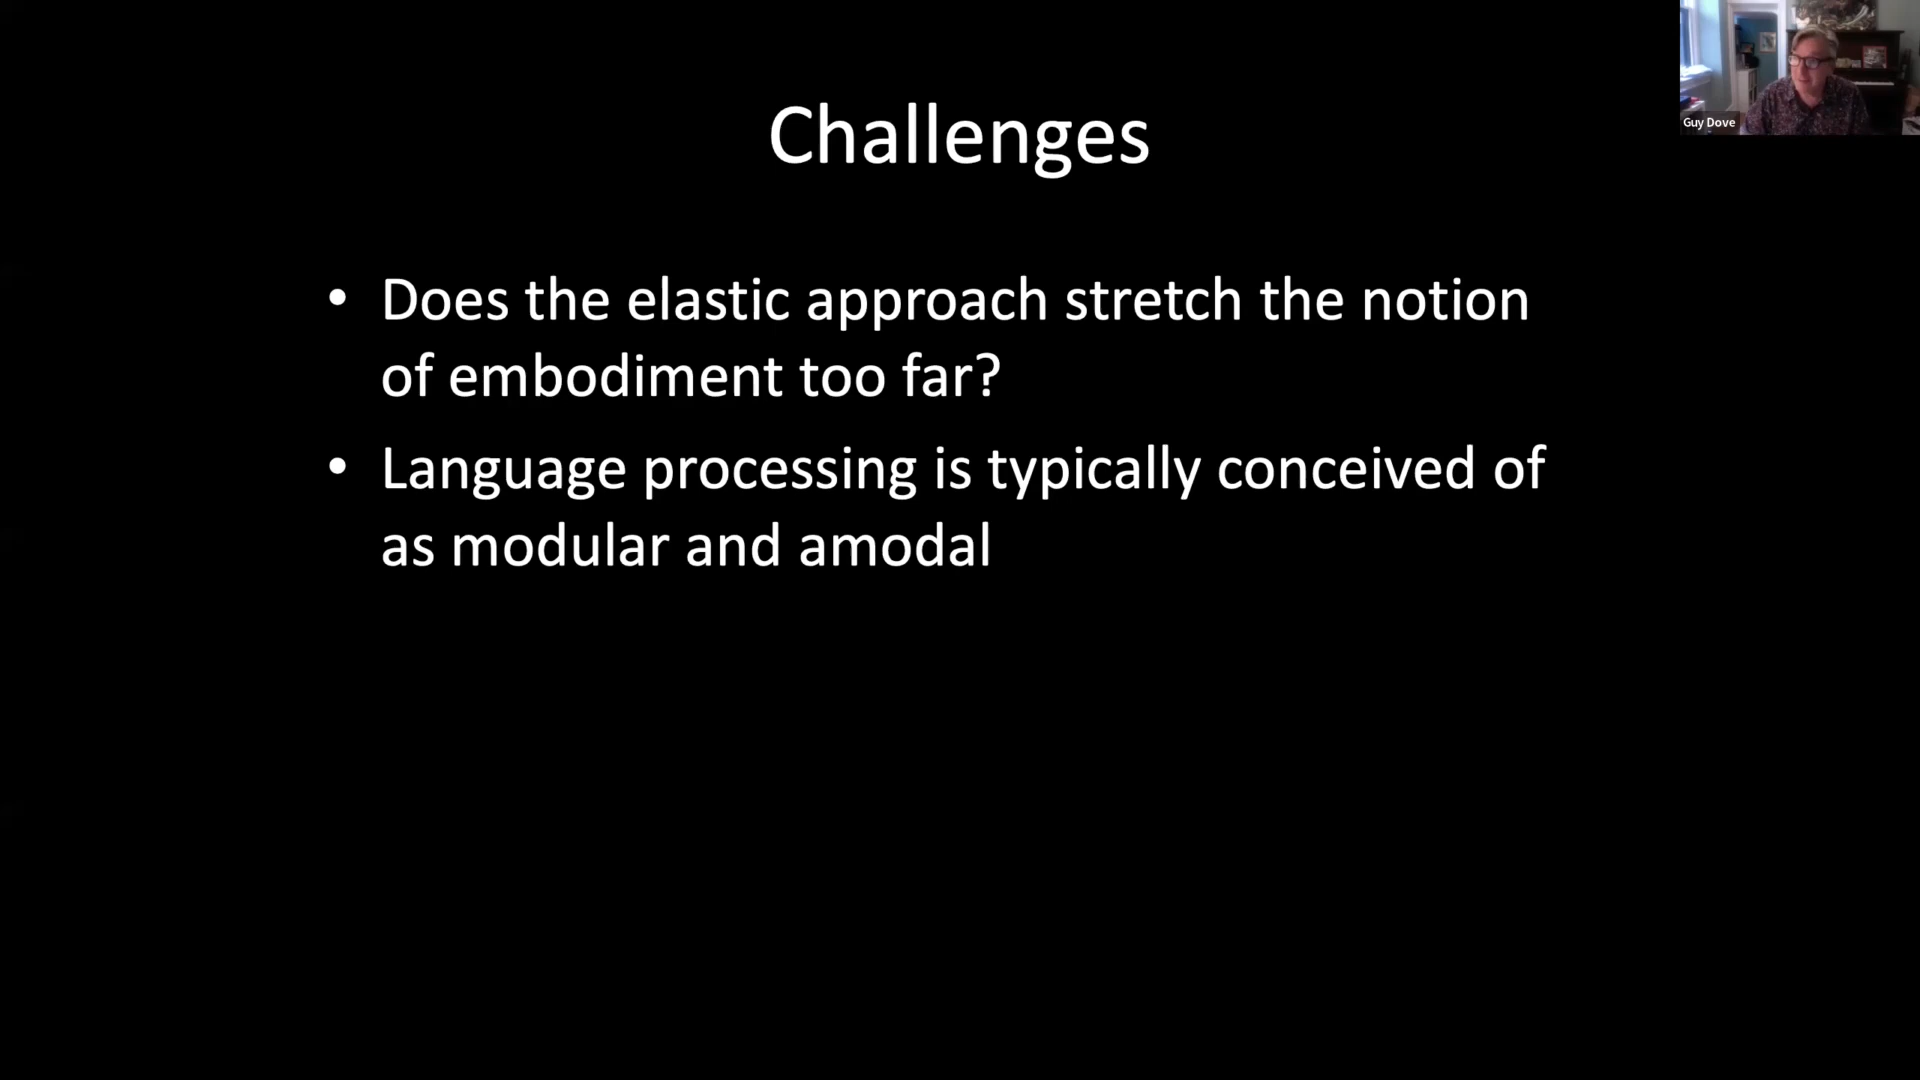 Challenges
• Does the elastic approach stretch the notion
of embodiment too far?
• Language processing is typically conceived of
as modular and amodal
Guy Dove